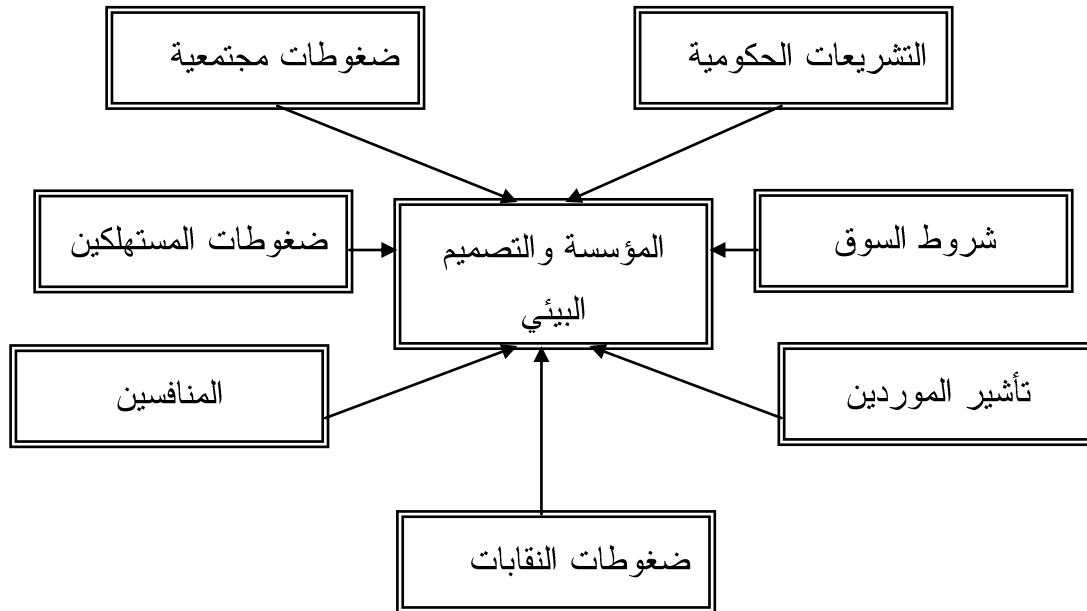 التشريعات الحكومية
ضغوطات مجتمعية
شروط السوق
المؤسسة والتصميم
البيئي
ضغوطات المستهلكين
تأشير الموردين
المنافسين
ضغوطات النقابات